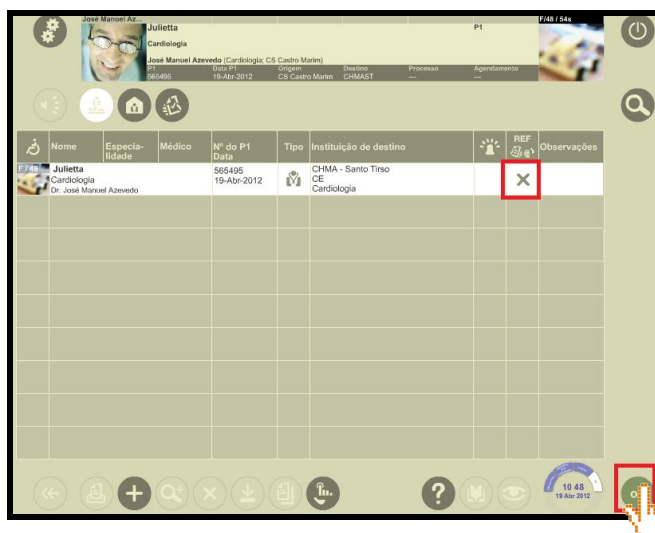 José Manuel Az...
Julietta
P1
F/48 / 54s
Cardiologia
José Manuel Azevedo (Cardiologia; CS Castro Marim)
P1 Data P1 Origem Destino Processo Agendamento
565495 19-Abr-2012 CS Castro Marim CHMAST --- ---
Nome Especia-lidade Médico Nº do P1 Data Tipo Instituição de destino REF Observações
F/48
Julietta
Cardiologia
Dr. José Manuel Azevedo
565495
19-Abr-2012
CHMA - Santo Tirso
CE
Cardiologia
?
10 48
19 Abr 2012